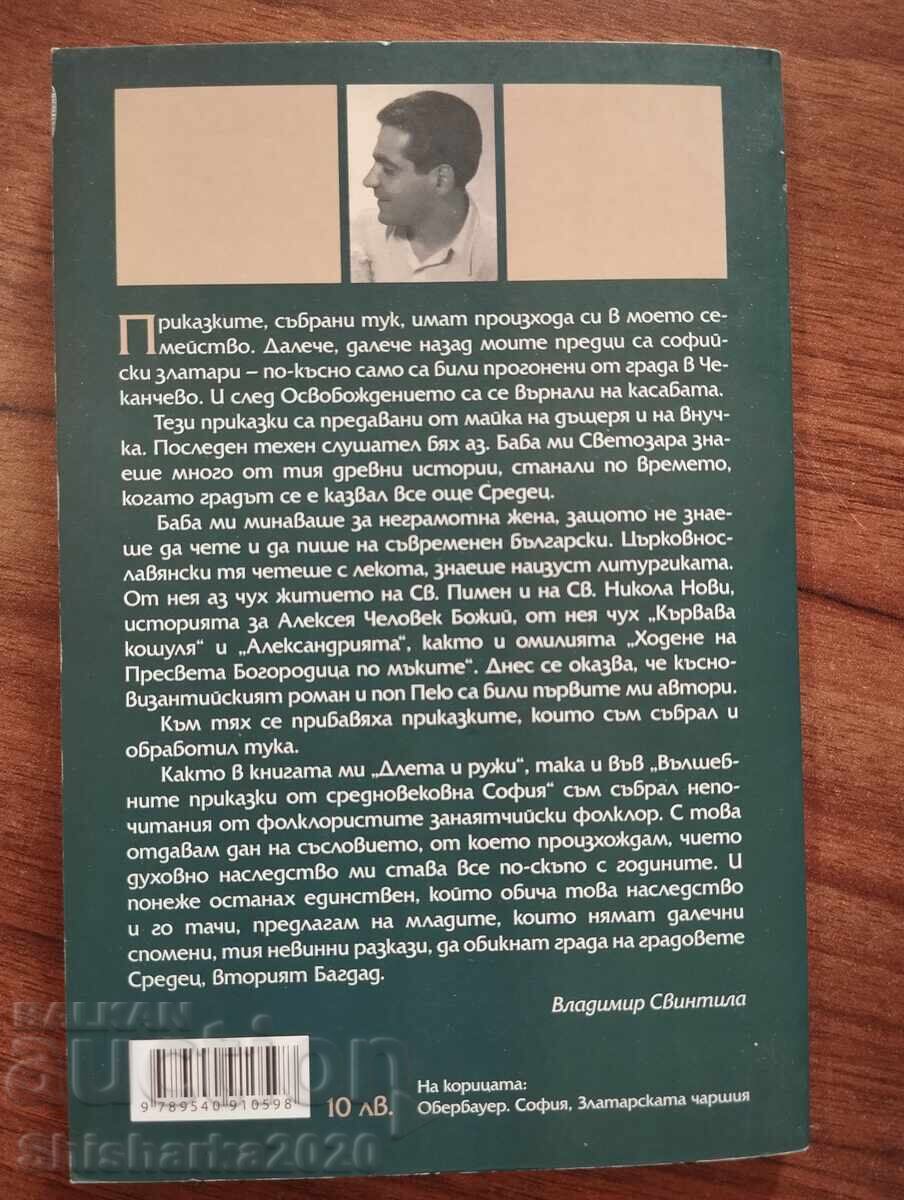 Приказките, събрани тук, имат произхода си в моето се-
мейство. Далече, далече назад моите предци са софий-
ски златари – по-късно само са били прогонени от града в Че-
канчево. И след Освобождението са се върнали на касабата.
Тези приказки са предавани от майка на дъщеря и на внуч-
ка. Последен техен слушател бях аз. Баба ми Светозара зна-
еше много от тия древни истории, станали по времето,
когато градът се е казвал все още Средец.
Баба ми минаваше за неграмотна жена, защото не знае-
ше да чете и да пише на съвременен български. Църковнос-
лавянски тя четеше с лекота, знаеше наизуст литургиката.
От нея аз чух житието на Св. Пимен и на Св. Никола Нови,
историята за Алексея Человек Божий, от нея чух „Кървава
кошуля“ и „Александрията“, както и омилията „Ходене на
Пресвета Богородица по мъките“. Днес се оказва, че късно-
византийският роман и поп Пею са били първите ми автори.
Към тях се прибавяха приказките, които съм събрал и
обработил тука.
Както в книгата ми „Длета и ружи“, така и във „Вълшеб-
ните приказки от средновековна София“ съм събрал непо-
читания от фолклористите занаятчийски фолклор. С това
отдавам дан на съсловието, от което произхождам, чието
духовно наследство ми става все по-скъпо с годините. И
понеже останах единствен, който обича това наследство
и го тачи, предлагам на младите, които нямат далечни
спомени, тия невинни разкази, да обикнат града на градовете
Средец, вторият Багдад.
Владимир Свинтила
BALKAN
auction
9 789540 910598
10 лв.
На корицата:
Обербауер. София, Златарската чаршия
Shisharka2020